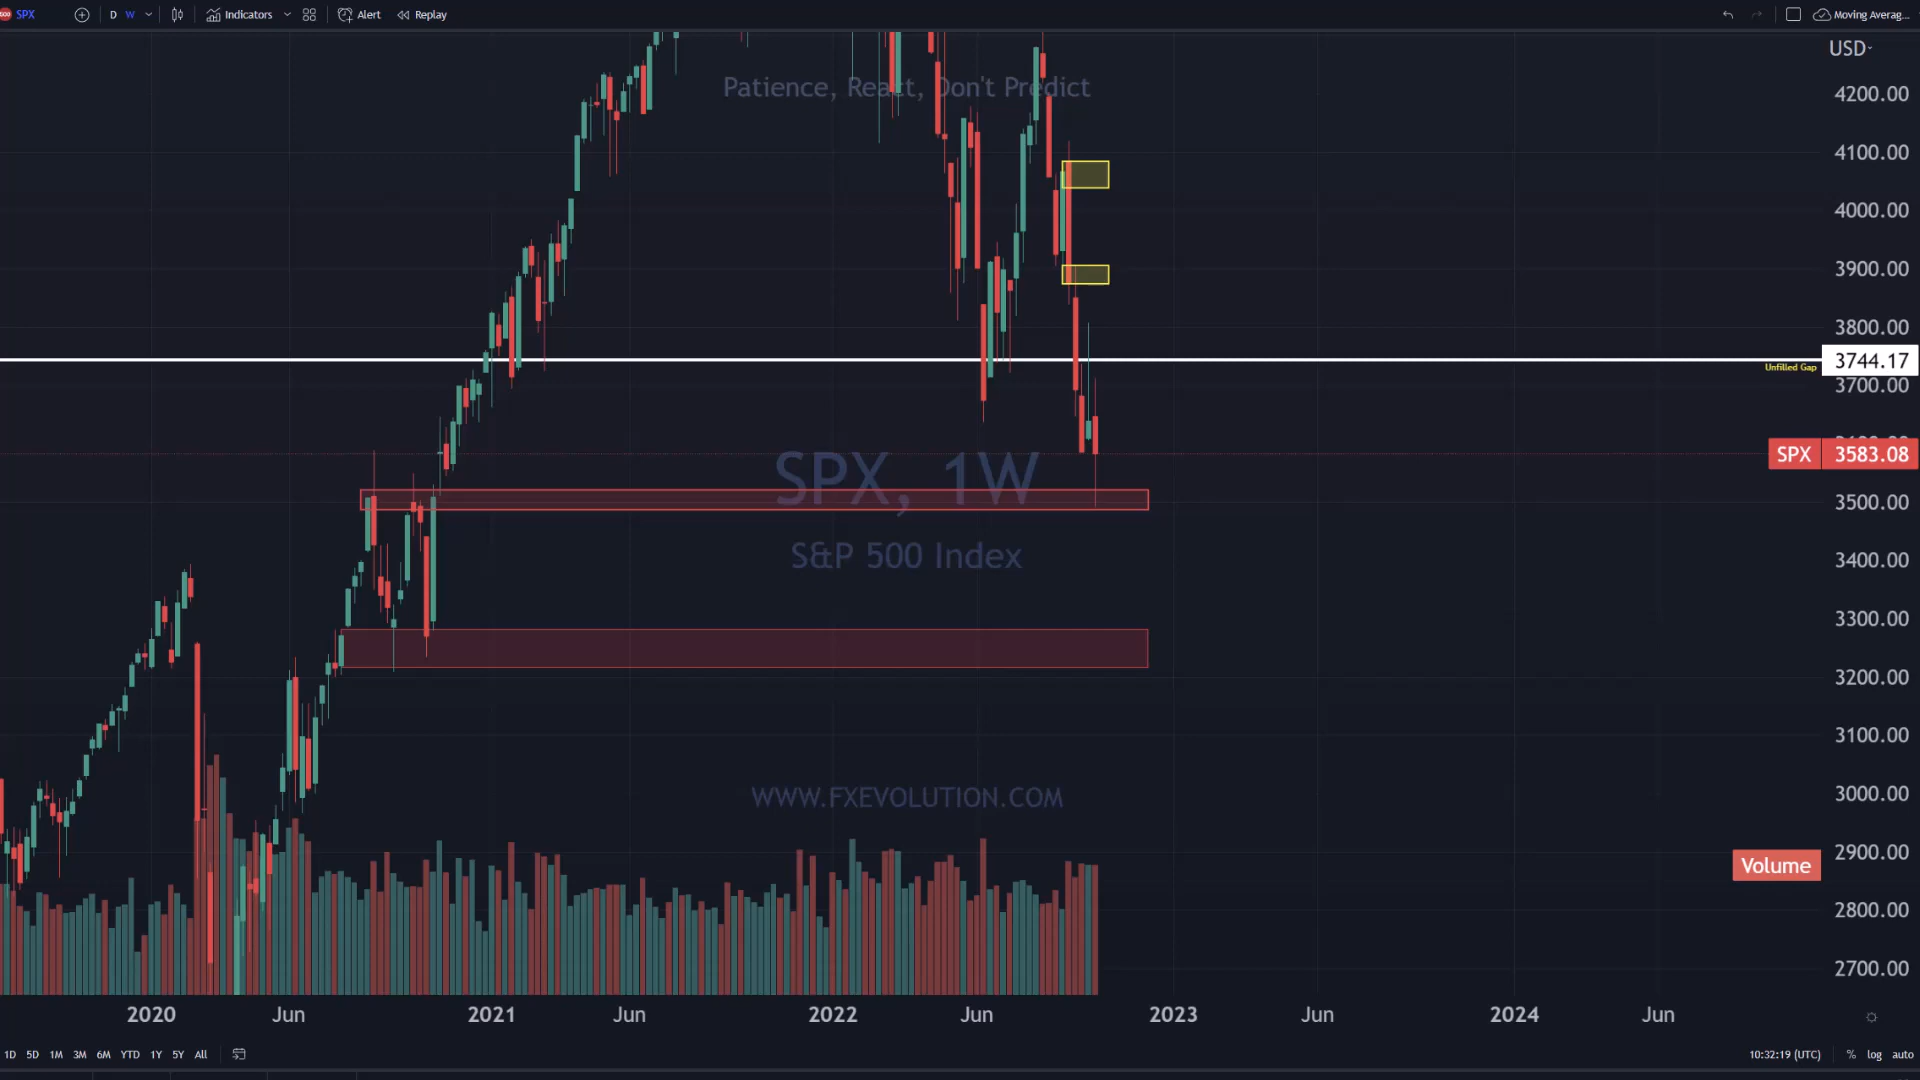 500 SPX D W Indicators Alert Replay Moving Averag...
USD
Patience, React, Don't Predict
4200.00
4100.00
4000.00
3900.00
3800.00
Unfilled Gap 3744.17
3700.00
SPX 3583.08
SPX, 1W
3500.00
S&P 500 Index
3400.00
3300.00
3200.00
3100.00
WWW.FXEVOLUTION.COM
3000.00
2900.00
Volume
2800.00
2700.00
2020 Jun 2021 Jun 2022 Jun 2023 Jun 2024 Jun
1D 5D 1M 3M 6M YTD 1Y 5Y All 10:32:19 (UTC) % log auto